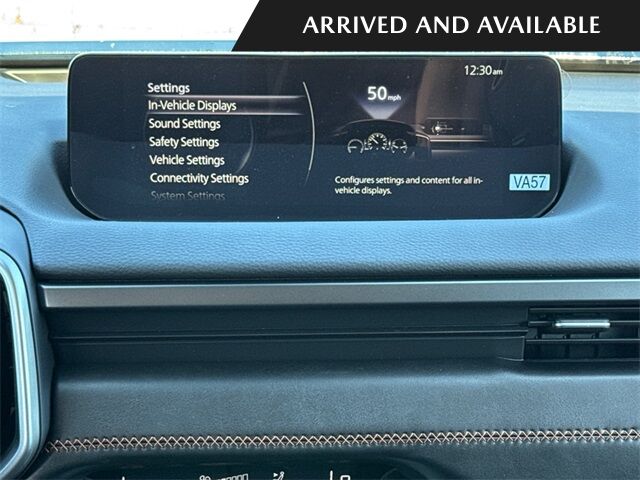 ARRIVED AND AVAILABLE
12:30am
Settings
In-Vehicle Displays
Sound Settings
Safety Settings
Vehicle Settings
Connectivity Settings
System Settings
50 mph
Configures settings and content for all in-
vehicle displays.
VA57